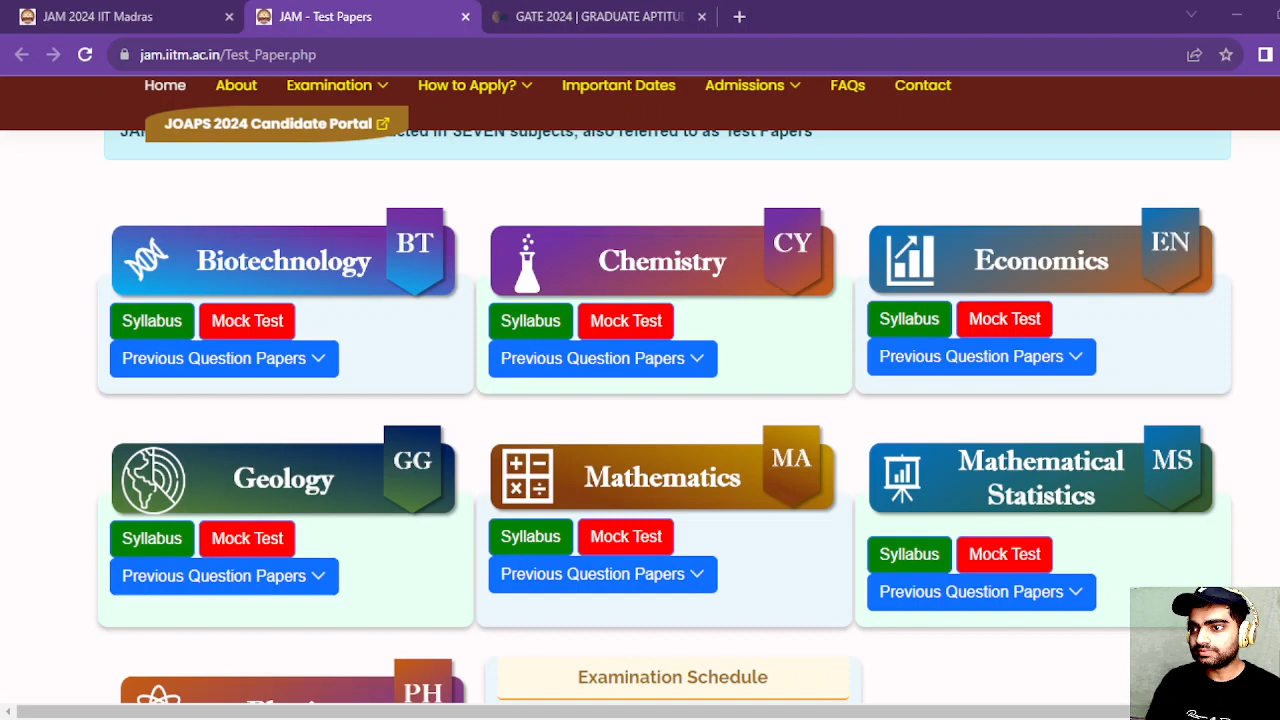 JAM 2024 IIT Madras
JAM - Test Papers
GATE 2024 | GRADUATE APTITU
jam.iitm.ac.in/Test_Paper.php
Home About Examination How to Apply? Important Dates Admissions FAQs Contact
JOAPS 2024 Candidate Portal
in SEVEN subjects, also referred to as Test Papers
Biotechnology BT
Syllabus Mock Test
Previous Question Papers
Chemistry CY
Syllabus Mock Test
Previous Question Papers
Economics EN
Syllabus Mock Test
Previous Question Papers
Geology GG
Syllabus Mock Test
Previous Question Papers
Mathematics MA
Syllabus Mock Test
Previous Question Papers
Mathematical MS
Statistics
Syllabus Mock Test
Previous Question Papers
PH
Examination Schedule